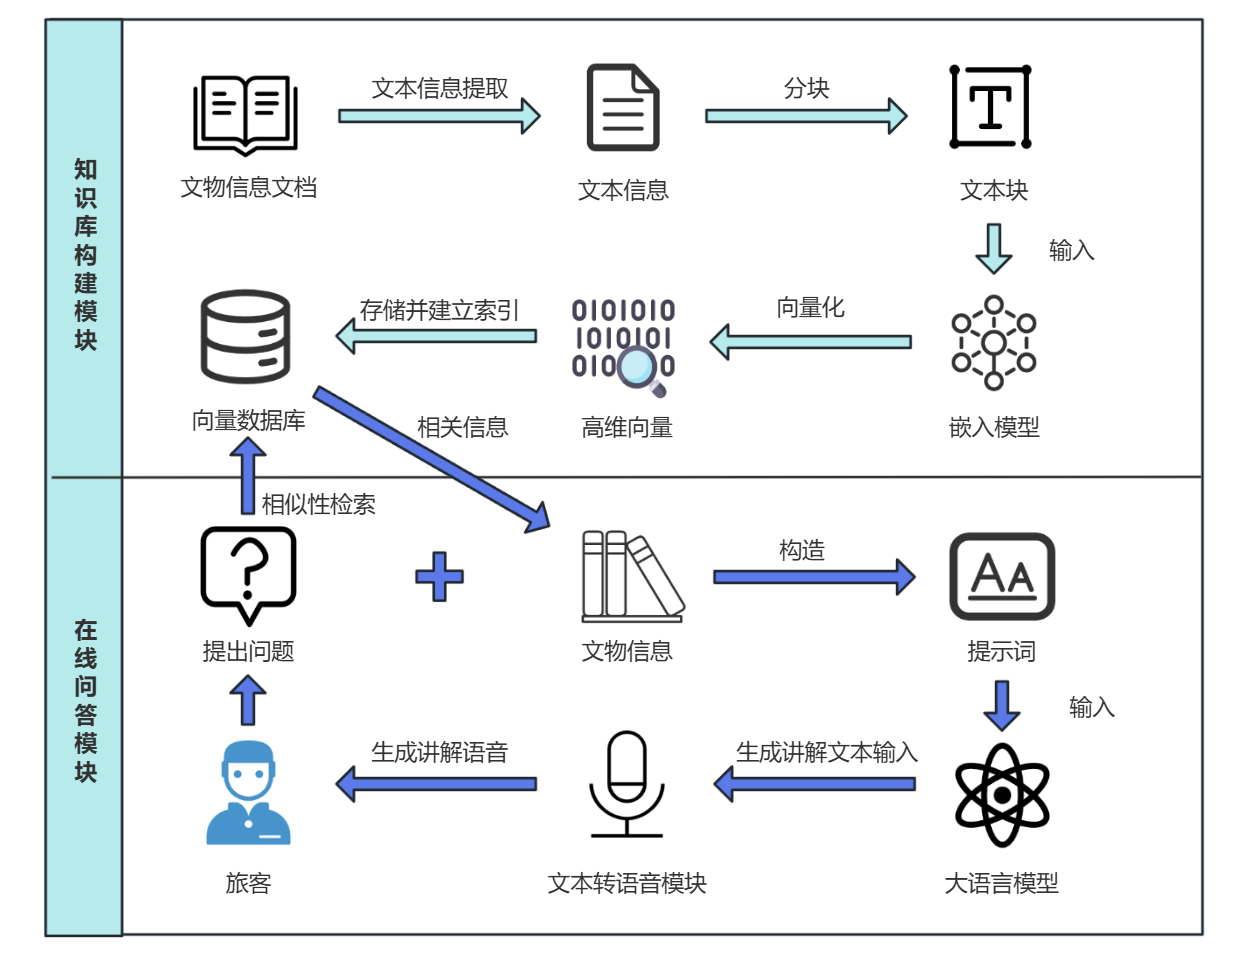 知识库构建模块
文本信息提取
分块
文物信息文档
文本信息
文本块
输入
存储并建立索引
0101010
1010101
010 0
向量化
向量数据库
相关信息
高维向量
嵌入模型
在线问答模块
相似性检索
?
构造
AA
提出问题
文物信息
提示词
输入
生成讲解语音
生成讲解文本输入
旅客
文本转语音模块
大语言模型
T